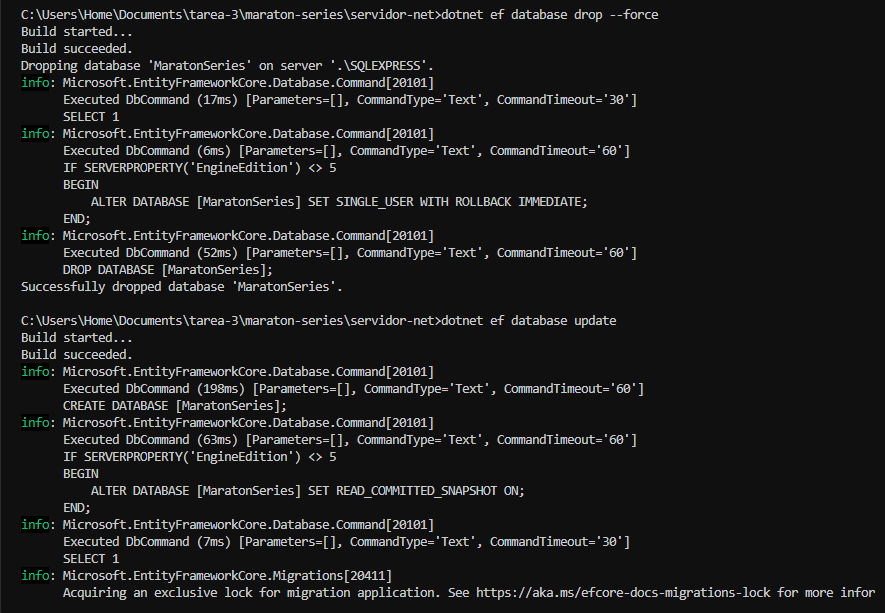 C:\Users\Home\Documents\tarea-3\maraton-series\servidor-net>dotnet ef database drop --force
Build started...
Build succeeded.
Dropping database 'MaratonSeries' on server '.\SQLEXPRESS'.
info: Microsoft.EntityFrameworkCore.Database.Command[20101]
      Executed DbCommand (17ms) [Parameters=[], CommandType='Text', CommandTimeout='30']
      SELECT 1
info: Microsoft.EntityFrameworkCore.Database.Command[20101]
      Executed DbCommand (6ms) [Parameters=[], CommandType='Text', CommandTimeout='60']
      IF SERVERPROPERTY('EngineEdition') <> 5
      BEGIN
          ALTER DATABASE [MaratonSeries] SET SINGLE_USER WITH ROLLBACK IMMEDIATE;
      END;
info: Microsoft.EntityFrameworkCore.Database.Command[20101]
      Executed DbCommand (52ms) [Parameters=[], CommandType='Text', CommandTimeout='60']
      DROP DATABASE [MaratonSeries];
Successfully dropped database 'MaratonSeries'.

C:\Users\Home\Documents\tarea-3\maraton-series\servidor-net>dotnet ef database update
Build started...
Build succeeded.
info: Microsoft.EntityFrameworkCore.Database.Command[20101]
      Executed DbCommand (198ms) [Parameters=[], CommandType='Text', CommandTimeout='60']
      CREATE DATABASE [MaratonSeries];
info: Microsoft.EntityFrameworkCore.Database.Command[20101]
      Executed DbCommand (63ms) [Parameters=[], CommandType='Text', CommandTimeout='60']
      IF SERVERPROPERTY('EngineEdition') <> 5
      BEGIN
          ALTER DATABASE [MaratonSeries] SET READ_COMMITTED_SNAPSHOT ON;
      END;
info: Microsoft.EntityFrameworkCore.Database.Command[20101]
      Executed DbCommand (7ms) [Parameters=[], CommandType='Text', CommandTimeout='30']
      SELECT 1
info: Microsoft.EntityFrameworkCore.Migrations[20411]
      Acquiring an exclusive lock for migration application. See https://aka.ms/efcore-docs-migrations-lock for more infor